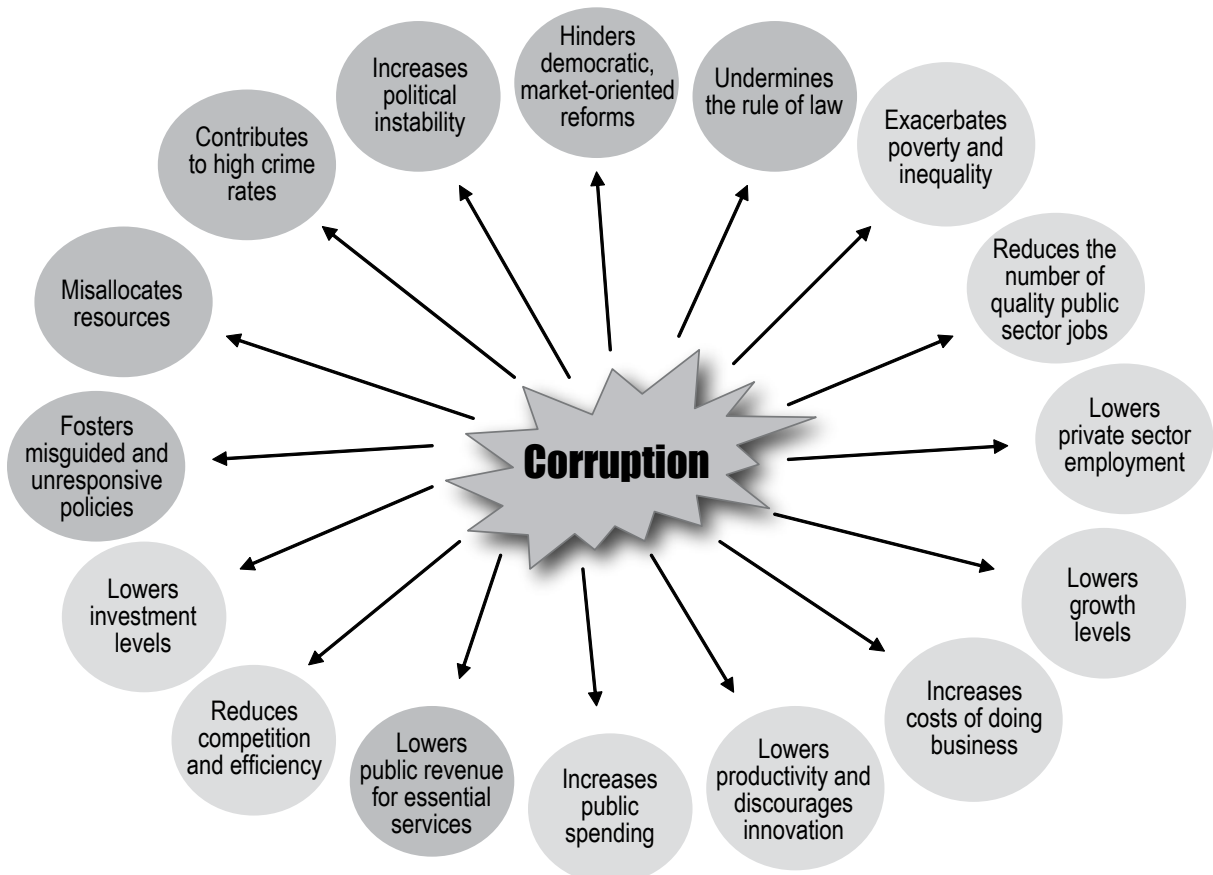 Hinders
democratic,
market-oriented
reforms
Undermines
the rule of law
Exacerbates
poverty and
inequality
Reduces the
number of
quality public
sector jobs
Lowers
private sector
employment
Lowers
growth
levels
Increases
costs of doing
business
Lowers
productivity and
discourages
innovation
Increases
public
spending
Lowers
public revenue
for essential
services
Reduces
competition
and efficiency
Lowers
investment
levels
Fosters
misguided and
unresponsive
policies
Misallocates
resources
Contributes
to high crime
rates
Increases
political
instability
Corruption